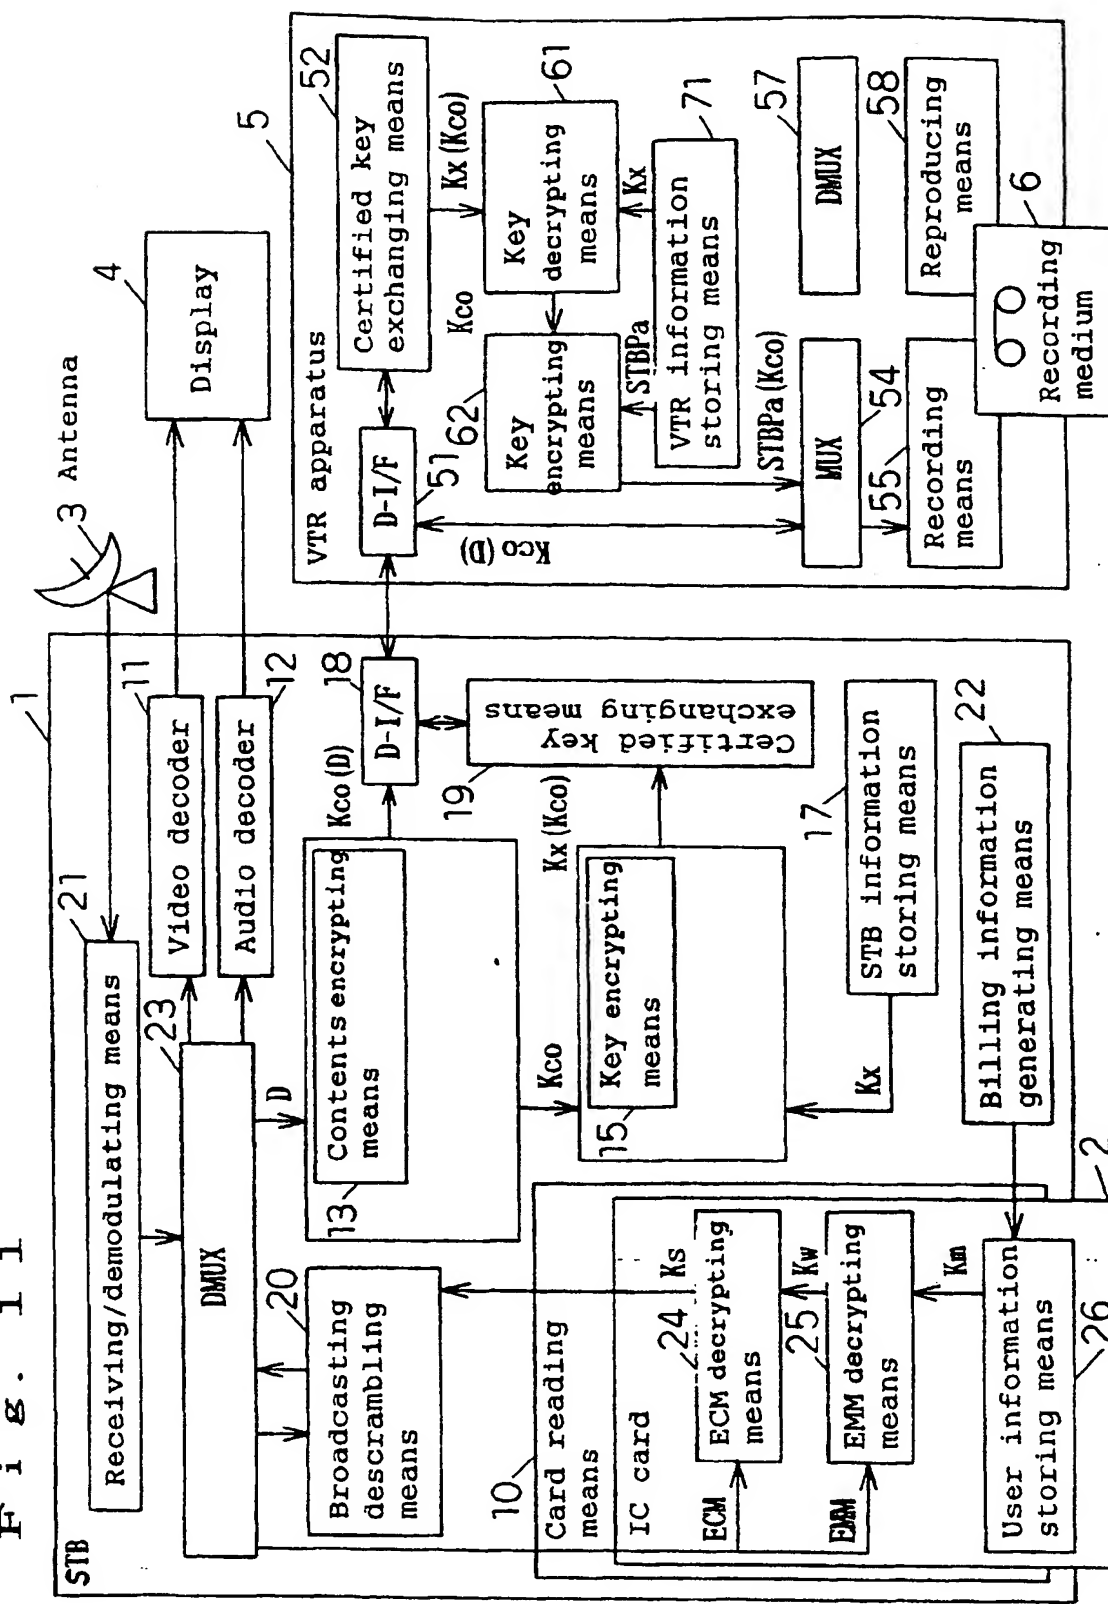 Fig. 11
STB
1
Receiving/demodulating means
21
DMUX
23
Video decoder
11
Audio decoder
12
3
Antenna
4
Display
Broadcasting
descrambling
means
20
D
Contents encrypting
means
13
Kco(D)
D-I/F
18
Certified key
exchanging means
19
Kco
Key encrypting
means
15
Kx(Kco)
STB information
storing means
17
Kx
Billing information
generating means
22
10
Card reading
means
IC card
2
ECM
ECM decrypting
means
24
Ks
EMM
EMM decrypting
means
25
Kw
Km
User information
storing means
26
VTR apparatus
5
D-I/F
51
Certified key
exchanging means
52
Kx(Kco)
Key
decrypting
means
61
Kco
Key
encrypting
means
62
Kx
STBPa
VTR information
storing means
71
Kco(D)
STBPa(Kco)
MUX
54
DMUX
57
Recording
means
55
Reproducing
means
58
Recording
medium
6